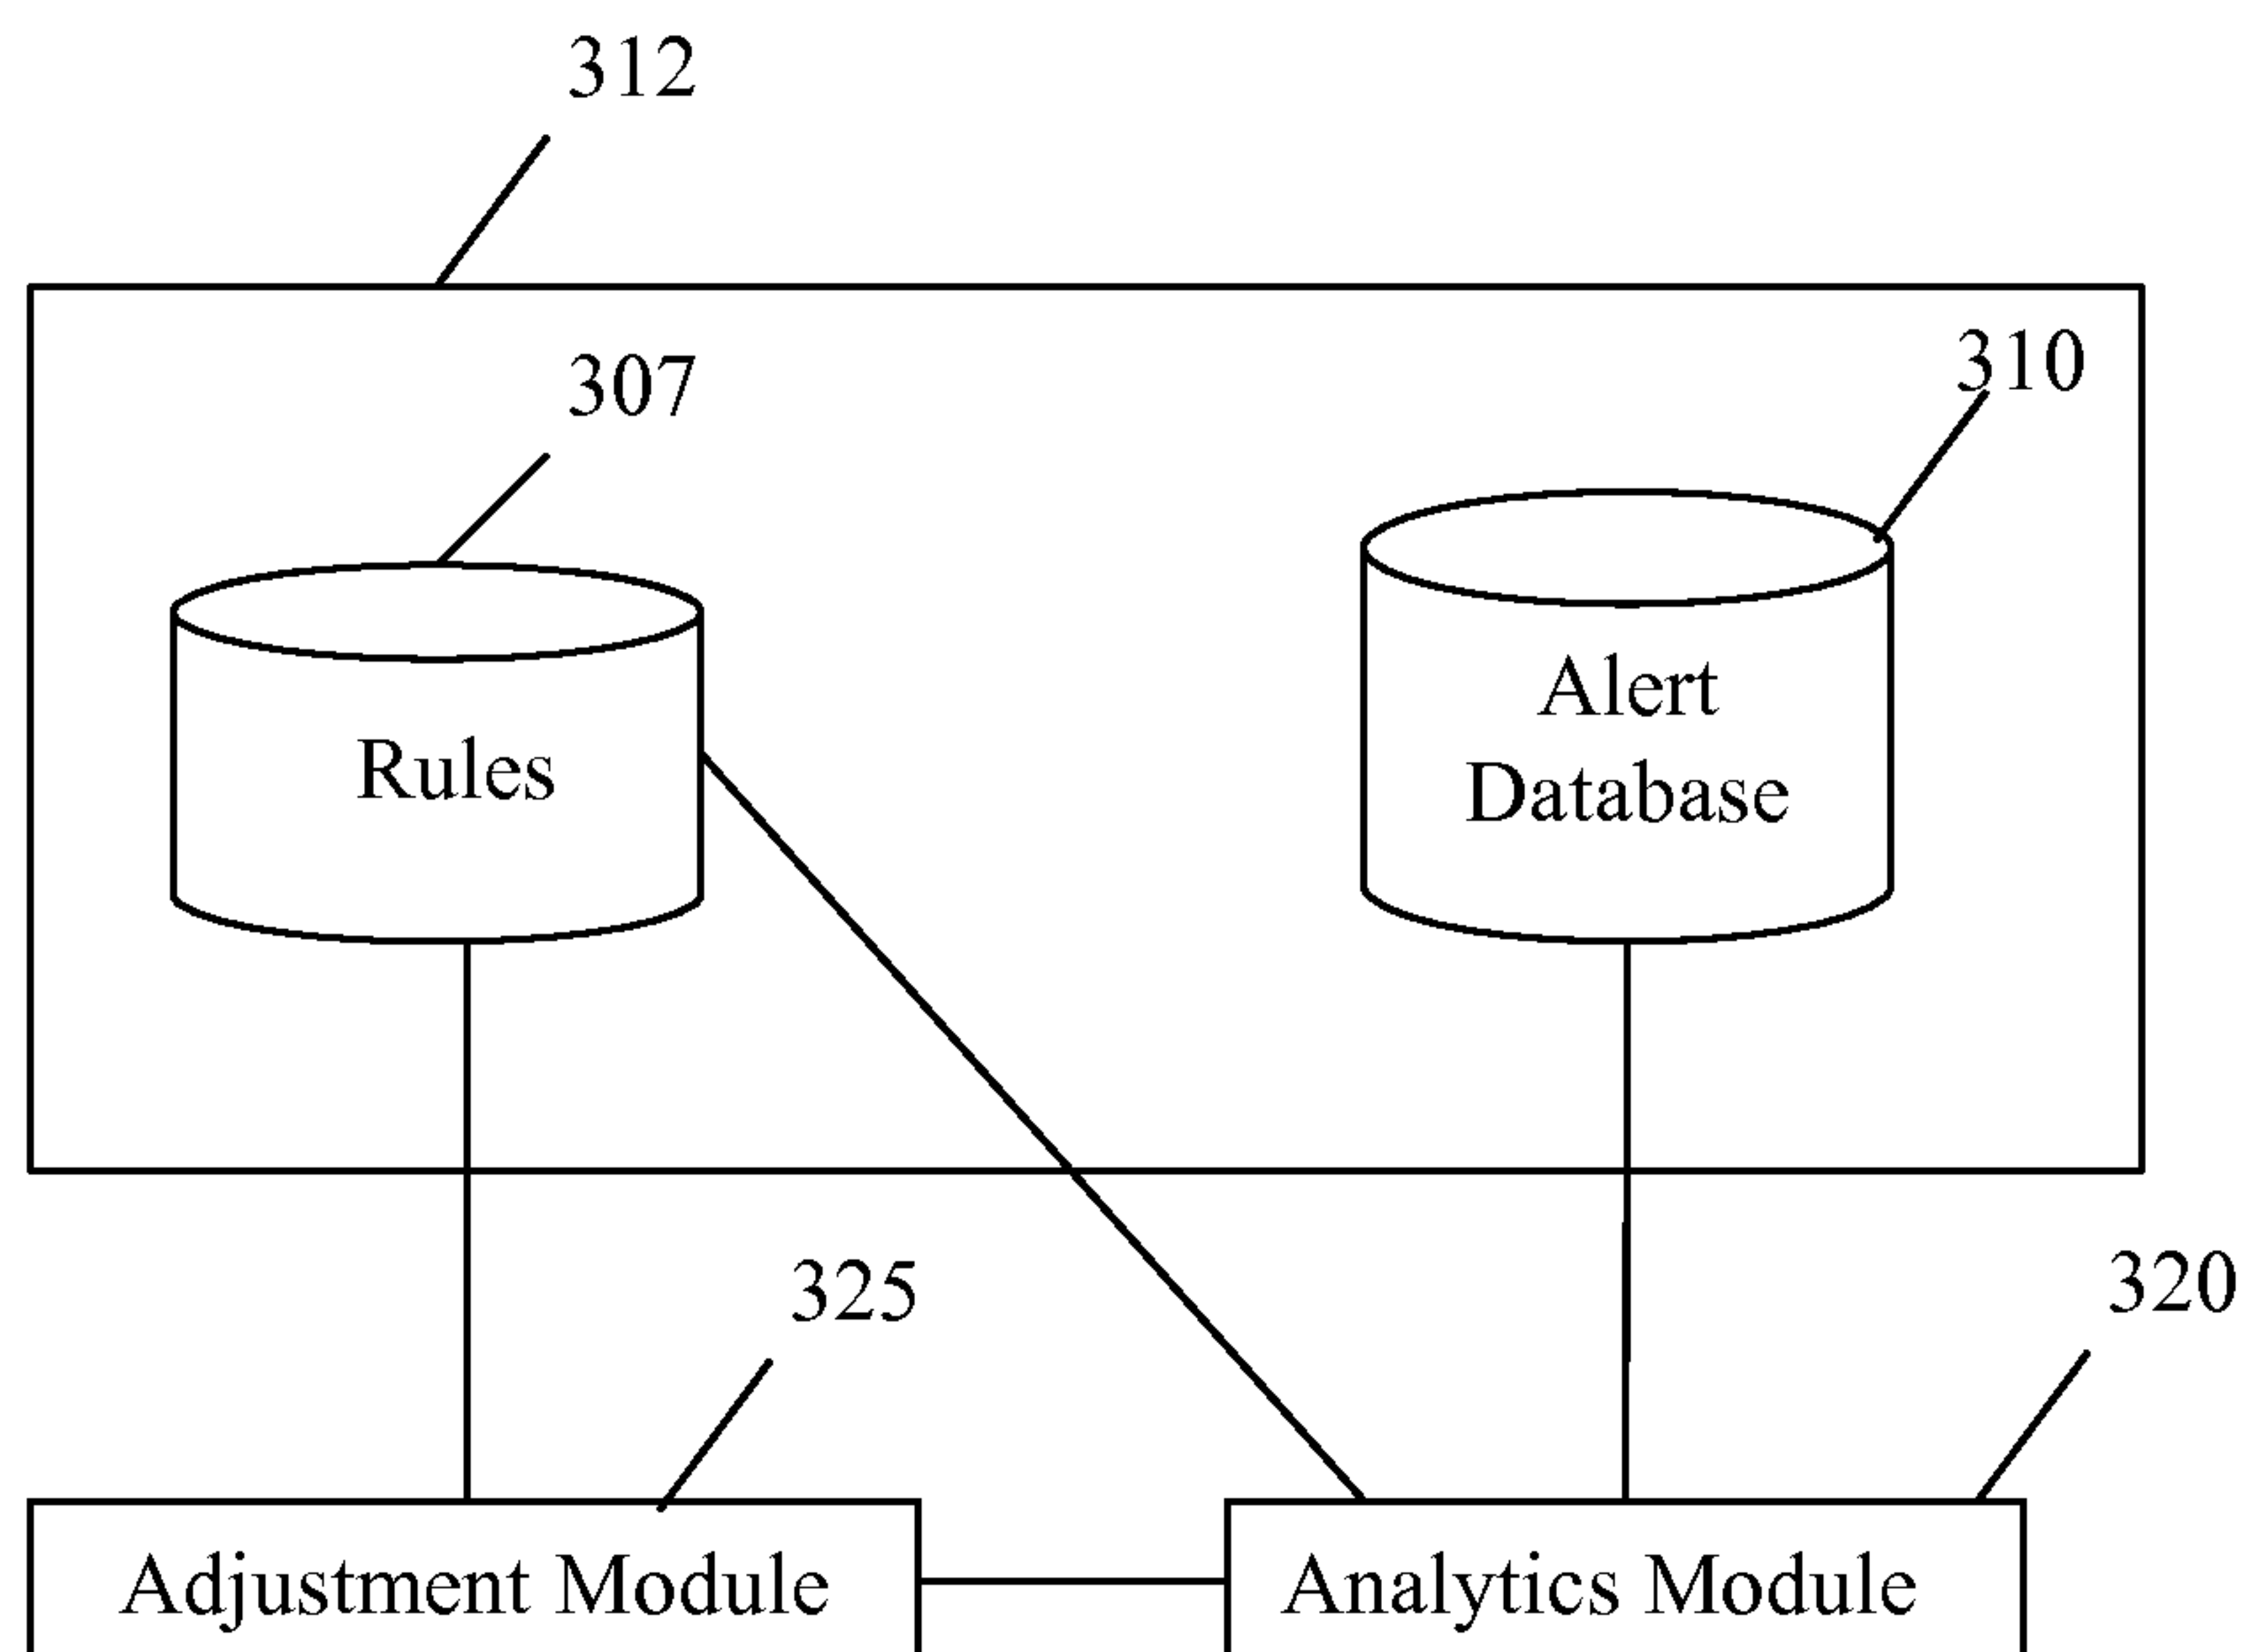 312
307
310
Rules
Alert
Database
325
320
Adjustment Module
Analytics Module